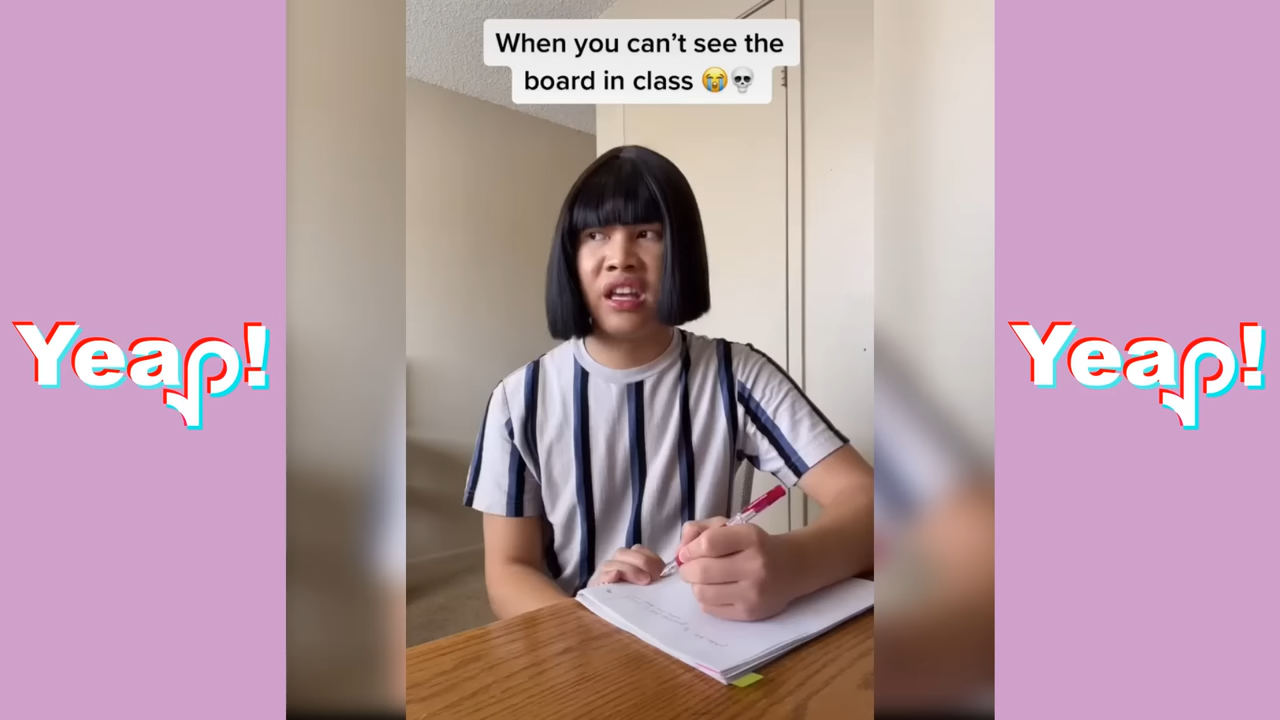 When you can't see the
board in class 😭💀
Yeap!
Yeap!